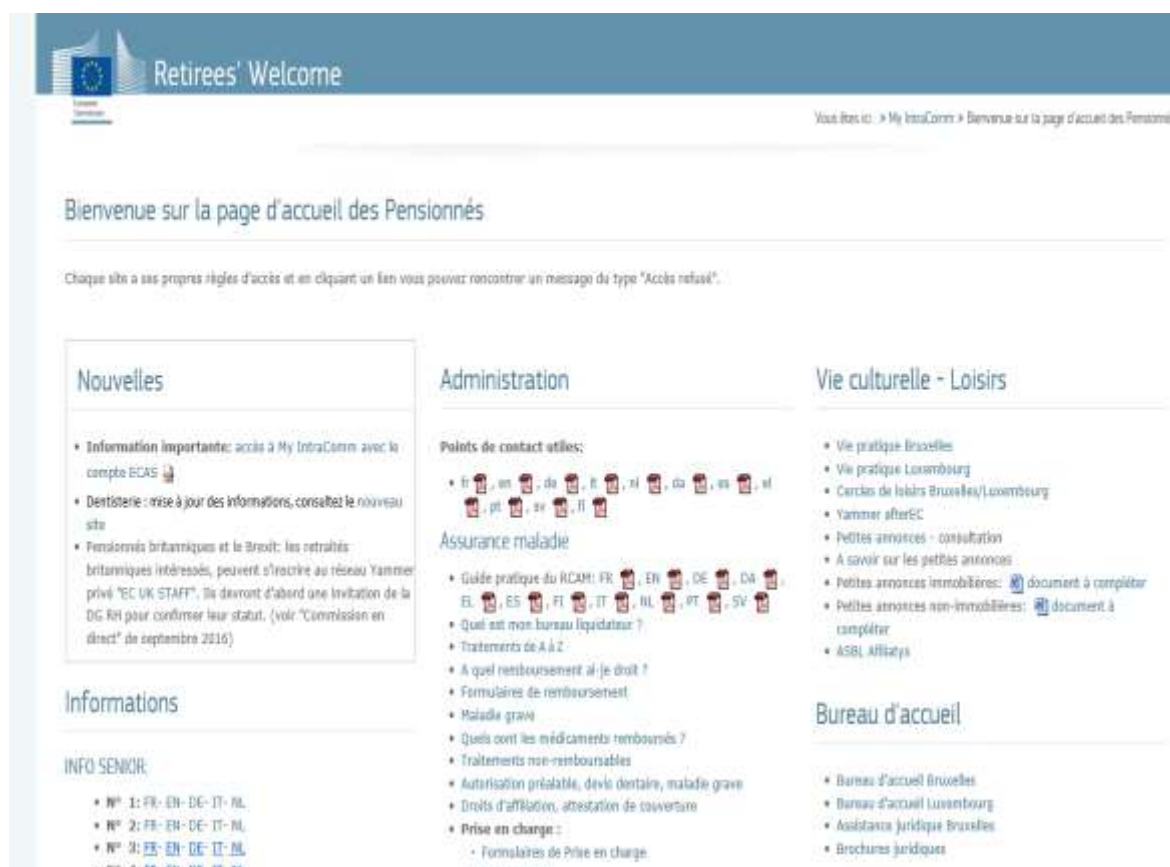 Retirees' Welcome
European
Commission
Vous êtes ici : > My IntraComm > Bienvenue sur la page d'accueil des Pensionné
Bienvenue sur la page d'accueil des Pensionnés
Chaque site a ses propres règles d'accès et en cliquant un lien vous pouvez rencontrer un message du type "Accès refusé".
Nouvelles
• Information importante: accès à My IntraComm avec le
compte ECAS
• Dentisterie : mise à jour des informations, consultez le nouveau
site
• Pensionnés britanniques et le Brexit: les retraités
britanniques intéressés, peuvent s'inscrire au réseau Yammer
privé "EC UK STAFF". Ils devront d'abord une invitation de la
DG RH pour confirmer leur statut. (voir "Commission en
direct" de septembre 2016)
Informations
INFO SENIOR
• N° 1: FR- EN- DE- IT- NL
• N° 2: FR- EN- DE- IT- NL
• N° 3: FR- EN- DE- IT- NL
Administration
Points de contact utiles:
• fr , en , de , it , nl , da , es , el
, pt , sv , fi
Assurance maladie
• Guide pratique du RCAM: FR , EN , DE , DA ,
EL , ES , FI , IT , NL , PT , SV
• Quel est mon bureau liquidateur ?
• Traitements de A à Z
• A quel remboursement ai-je droit ?
• Formulaires de remboursement
• Maladie grave
• Quels sont les médicaments remboursés ?
• Traitements non-remboursables
• Autorisation préalable, devis dentaire, maladie grave
• Droits d'affiliation, attestation de couverture
• Prise en charge :
- Formulaires de Prise en charge
Vie culturelle - Loisirs
• Vie pratique Bruxelles
• Vie pratique Luxembourg
• Cercles de loisirs Bruxelles/Luxembourg
• Yammer afterEC
• Petites annonces - consultation
• A savoir sur les petites annonces
• Petites annonces immobilières: document à compléter
• Petites annonces non-immobilières: document à
compléter
• ASBL Affiliatys
Bureau d'accueil
• Bureau d'accueil Bruxelles
• Bureau d'accueil Luxembourg
• Assistance juridique Bruxelles
• Brochures juridiques